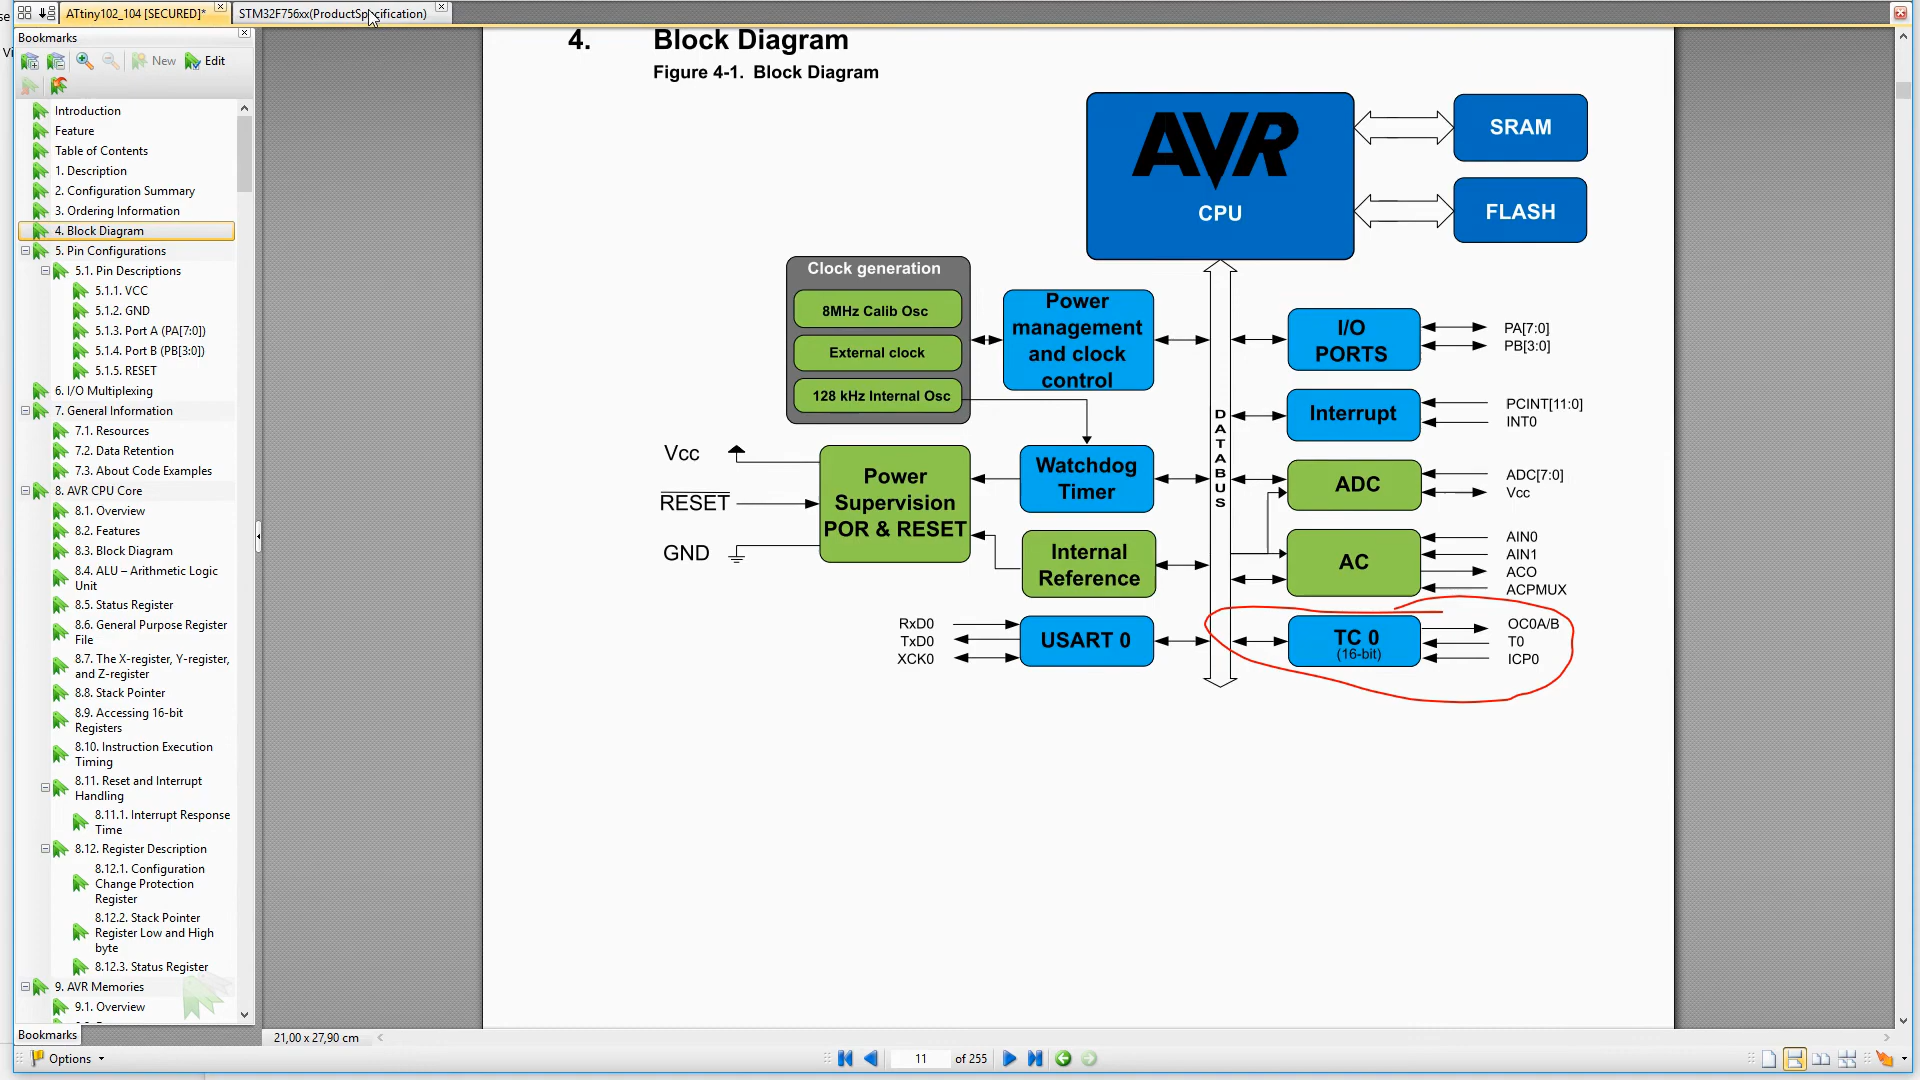 se
Vi
ATtiny102_104 [SECURED]*
STM32F756xx(ProductSpecification)
Bookmarks
New
Edit
Introduction
Feature
Table of Contents
1. Description
2. Configuration Summary
3. Ordering Information
4. Block Diagram
5. Pin Configurations
5.1. Pin Descriptions
5.1.1. VCC
5.1.2. GND
5.1.3. Port A (PA[7:0])
5.1.4. Port B (PB[3:0])
5.1.5. RESET
6. I/O Multiplexing
7. General Information
7.1. Resources
7.2. Data Retention
7.3. About Code Examples
8. AVR CPU Core
8.1. Overview
8.2. Features
8.3. Block Diagram
8.4. ALU – Arithmetic Logic
Unit
8.5. Status Register
8.6. General Purpose Register
File
8.7. The X-register, Y-register,
and Z-register
8.8. Stack Pointer
8.9. Accessing 16-bit
Registers
8.10. Instruction Execution
Timing
8.11. Reset and Interrupt
Handling
8.11.1. Interrupt Response
Time
8.12. Register Description
8.12.1. Configuration
Change Protection
Register
8.12.2. Stack Pointer
Register Low and High
byte
8.12.3. Status Register
9. AVR Memories
9.1. Overview
Bookmarks
Options
4. Block Diagram
Figure 4-1. Block Diagram
AVR
CPU
SRAM
FLASH
Clock generation
8MHz Calib Osc
External clock
128 kHz Internal Osc
Power
management
and clock
control
I/O
PORTS
PA[7:0]
PB[3:0]
DATABUS
Interrupt
PCINT[11:0]
INT0
Vcc
RESET
GND
Power
Supervision
POR & RESET
Watchdog
Timer
ADC
ADC[7:0]
Vcc
Internal
Reference
AC
AIN0
AIN1
ACO
ACPMUX
RxD0
TxD0
XCK0
USART 0
TC 0
(16-bit)
OC0A/B
T0
ICP0
21,00 x 27,90 cm
11
of 255